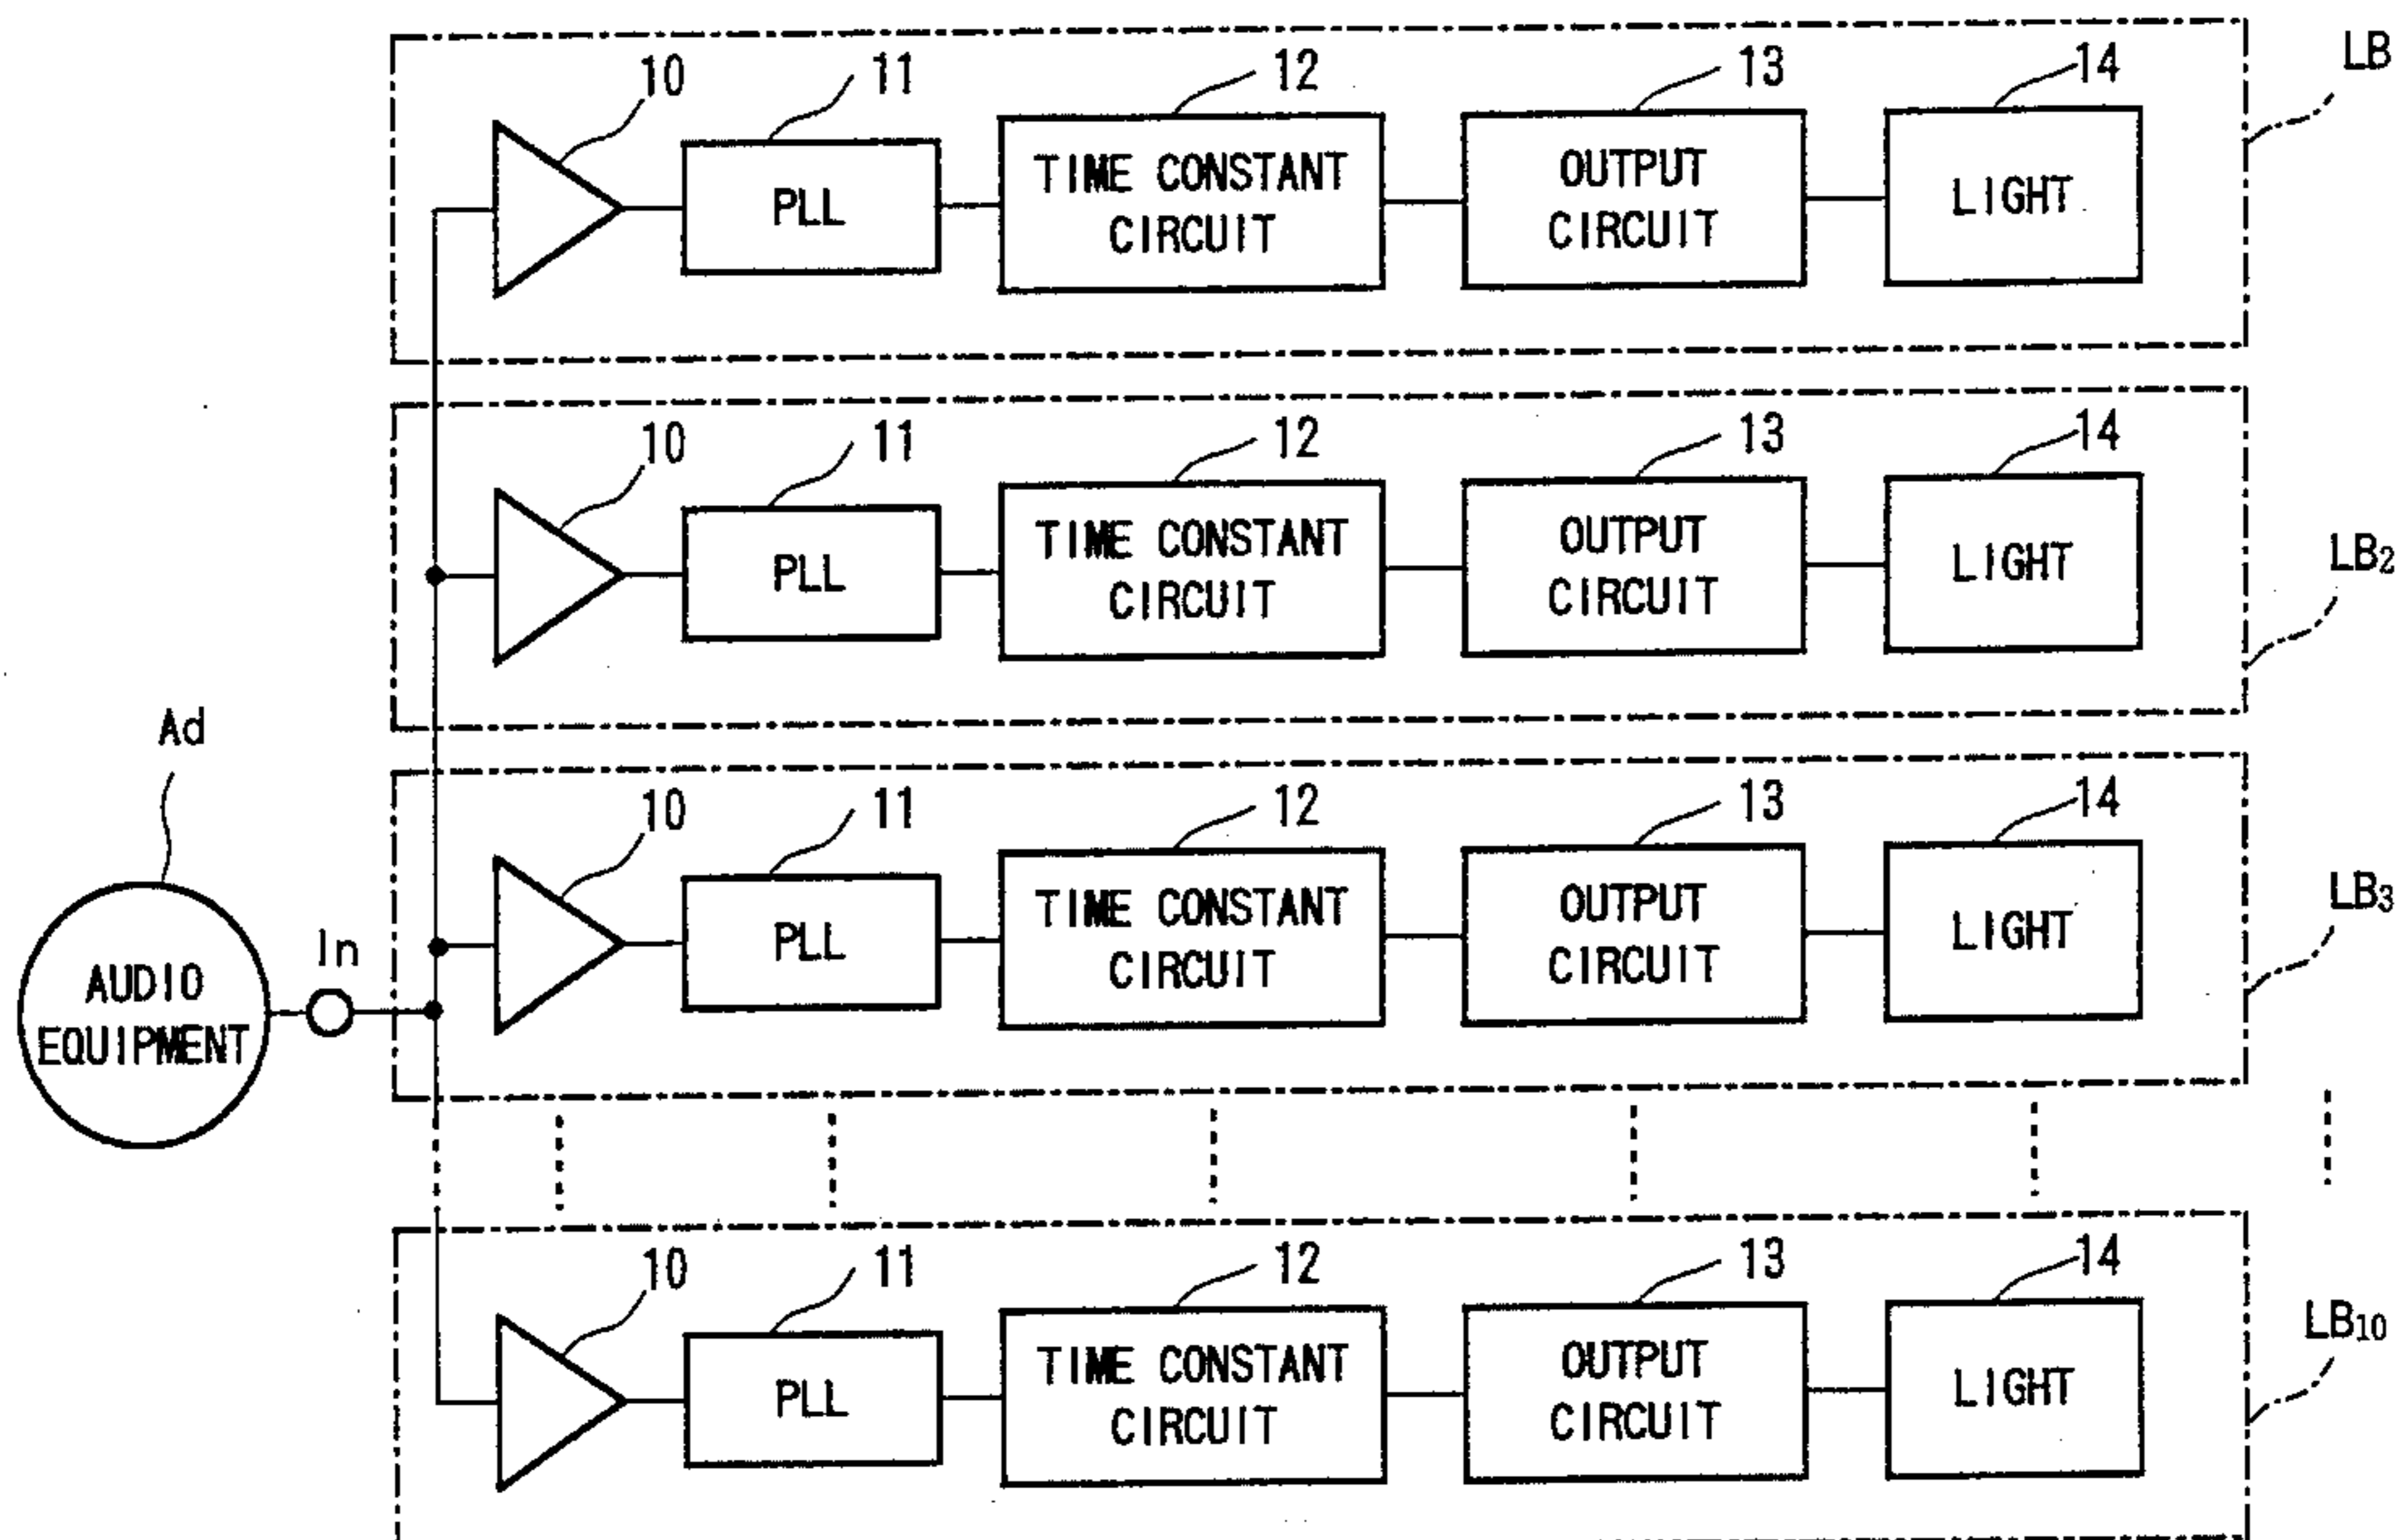 LB
10
11
12
13
14
PLL
TIME CONSTANT
CIRCUIT
OUTPUT
CIRCUIT
LIGHT
10
11
12
13
14
LB2
PLL
TIME CONSTANT
CIRCUIT
OUTPUT
CIRCUIT
LIGHT
Ad
10
11
12
13
14
LB3
In
AUDIO
EQUIPMENT
PLL
TIME CONSTANT
CIRCUIT
OUTPUT
CIRCUIT
LIGHT
10
11
12
13
14
LB10
PLL
TIME CONSTANT
CIRCUIT
OUTPUT
CIRCUIT
LIGHT